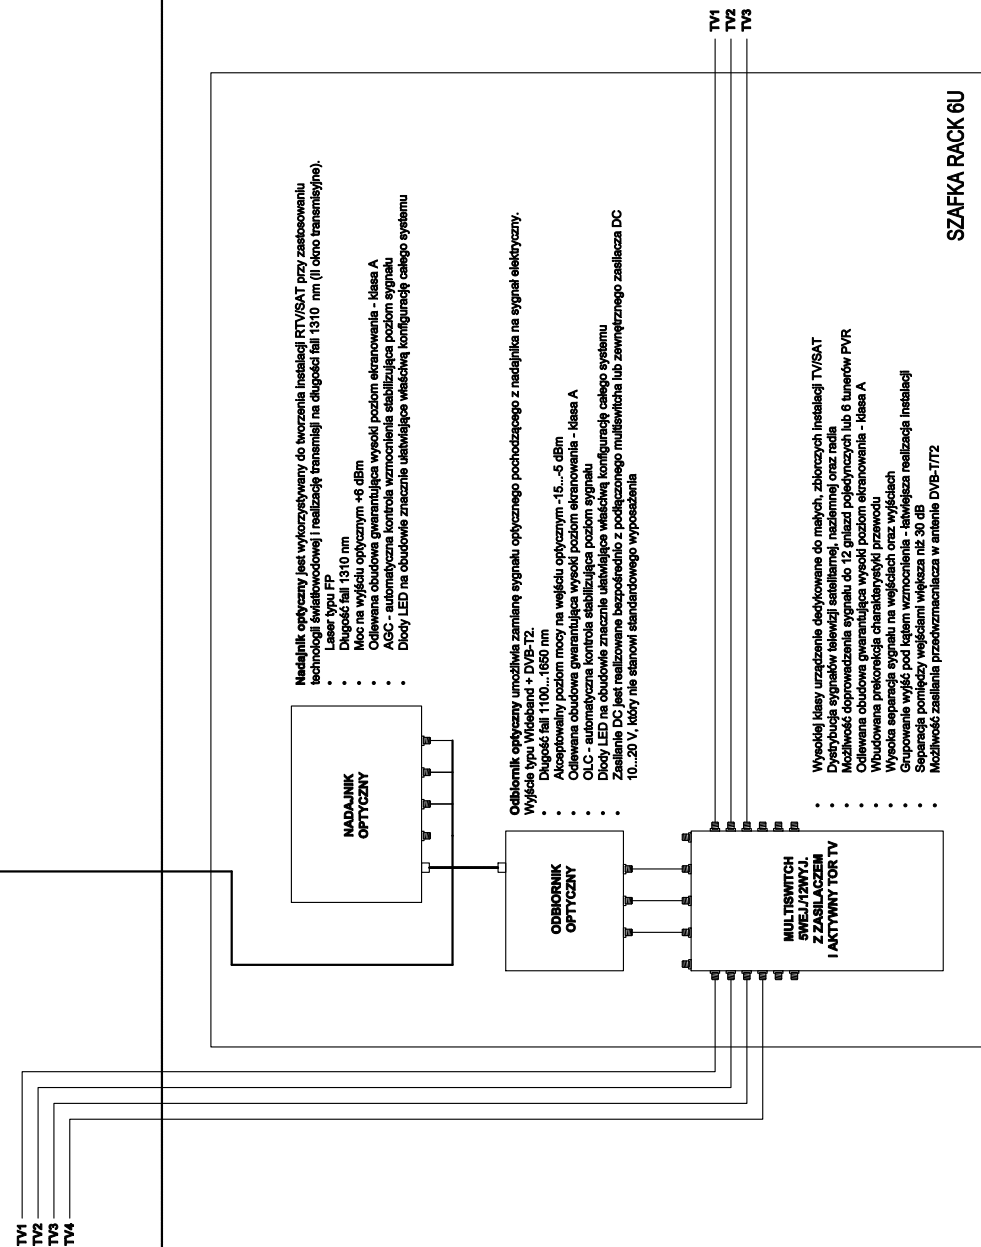 TV1
TV2
TV3
SZAFKA RACK 6U
Nadajnik optyczny jest wykorzystywany do tworzenia instalacji RTV/SAT przy zastosowaniu
technologii światłowodowej i realizację transmisji na długości fali 1310 nm (II okno transmisyjne).
• Laser typu FP
• Długość fali 1310 nm
• Moc na wyjściu optycznym +6 dBm
• Odlewana obudowa gwarantująca wysoki poziom ekranowania - klasa A
• AGC - automatyczna kontrola wzmocnienia stabilizująca poziom sygnału
• Diody LED na obudowie znacznie ułatwiające właściwą konfigurację całego systemu
NADAJNIK
OPTYCZNY
Odbiornik optyczny umożliwia zamianę sygnału optycznego pochodzącego z nadajnika na sygnał elektryczny.
Wyjście typu Wideband + DVB-T2.
• Długość fali 1100...1650 nm
• Akceptowalny poziom mocy na wejściu optycznym -15...-5 dBm
• Odlewana obudowa gwarantująca wysoki poziom ekranowania - klasa A
• OLC - automatyczna kontrola stabilizująca poziom sygnału
• Diody LED na obudowie znacznie ułatwiające właściwą konfigurację całego systemu
• Zasilanie DC jest realizowane bezpośrednio z podłączonego multiswitcha lub zewnętrznego zasilacza DC
10...20 V, który nie stanowi standardowego wyposażenia
ODBIORNIK
OPTYCZNY
• Wysokiej klasy urządzenie dedykowane do małych, zbiorczych instalacji TV/SAT
• Dystrybucja sygnałów telewizji satelitarnej, naziemnej oraz radia
• Możliwość doprowadzenia sygnału do 12 gniazd pojedynczych lub 6 tunerów PVR
• Odlewana obudowa gwarantująca wysoki poziom ekranowania - klasa A
• Wbudowana prekorekcja charakterystyki przewodu
• Wysoka separacja sygnału na wejściach oraz wyjściach
• Grupowanie wyjść pod kątem wzmocnienia - łatwiejsza realizacja instalacji
• Separacja pomiędzy wejściami większa niż 30 dB
• Możliwość zasilania przedwzmacniacza w antenie DVB-T/T2
MULTISWITCH
5WEJ./12WYJ.
Z ZASILACZEM
I AKTYWNY TOR TV
TV1
TV2
TV3
TV4